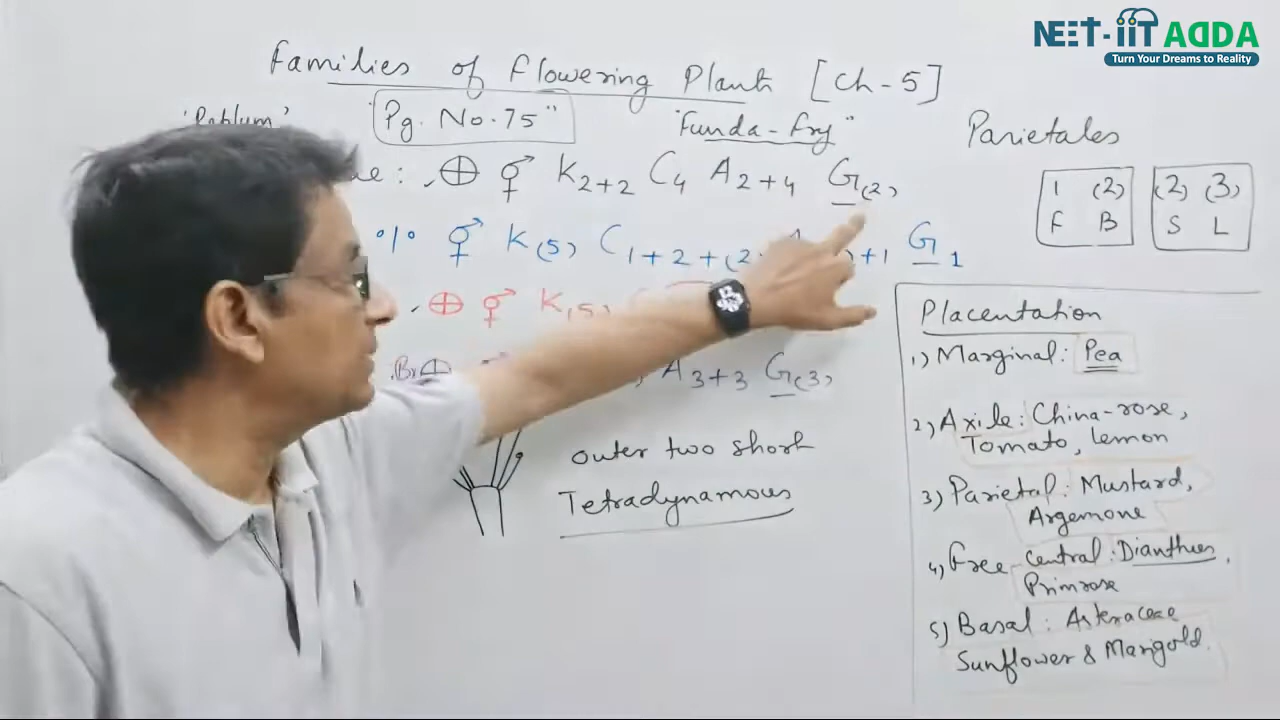 NEET-iiT ADDA
Turn Your Dreams to Reality
Families of Flowering Plants [Ch-5]
"Pg. No. 75"
"Funda-Fry"
Parietales
: ⊕ ⚥ K2+2 C4 A2+4 G(2)
% ⚥ K(5) C1+2+(2) +1 G1
⊕ ⚥ K(5)
Br ⊕ A3+3 G(3)
1 (2)
F B
(2) (3)
S L
outer two short
Tetradynamous
Placentation
1) Marginal: Pea
2) Axile: China-rose,
Tomato, lemon
3) Parietal: Mustard,
Argemone
4) Free-central: Dianthus,
Primrose
5) Basal: Asteraceae
Sunflower & Marigold.